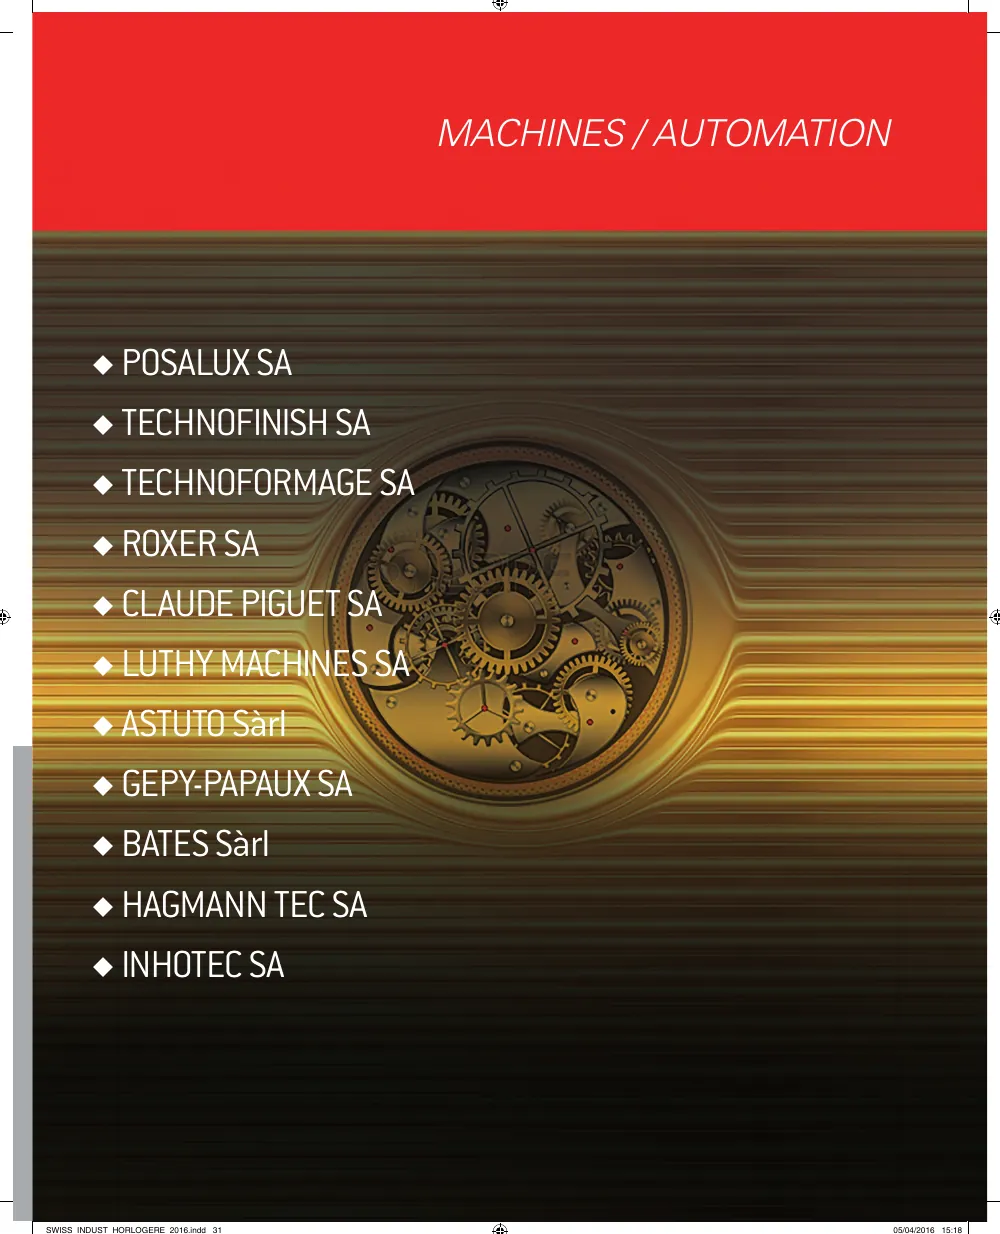 MACHINES / AUTOMATION
◆ POSALUX SA
◆ TECHNOFINISH SA
◆ TECHNOFORMAGE SA
◆ ROXER SA
◆ CLAUDE PIGUET SA
◆ LUTHY MACHINES SA
◆ ASTUTO Sàrl
◆ GEPY-PAPAUX SA
◆ BATES Sàrl
◆ HAGMANN TEC SA
◆ INHOTEC SA
SWISS INDUST HORLOGERE 2016.indd 31 05/04/2016 15:18